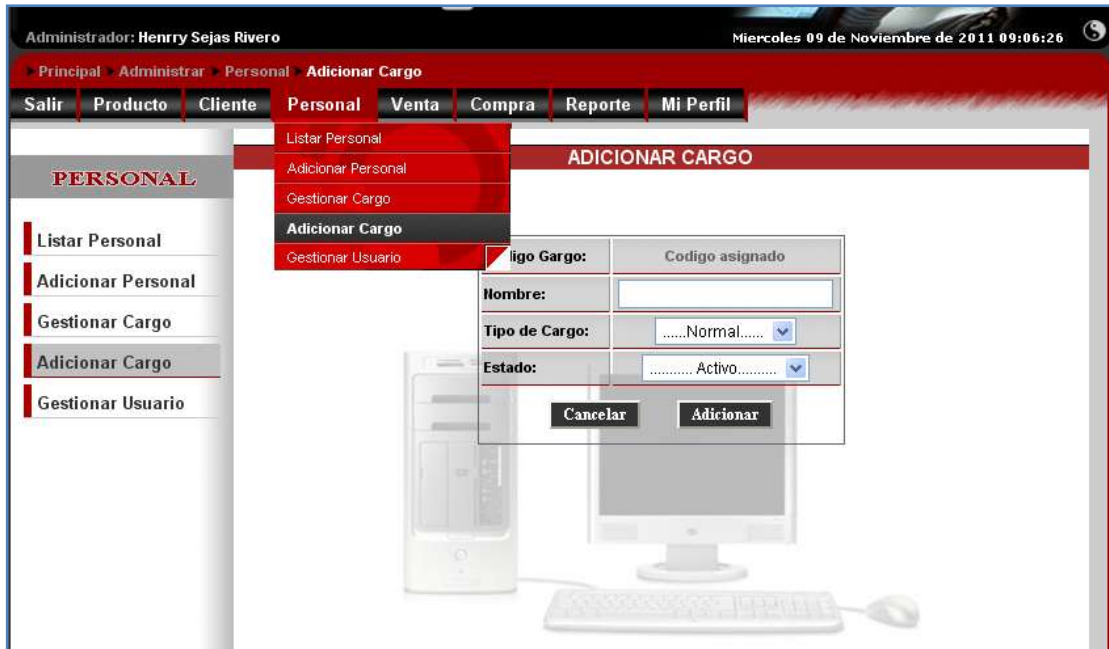 Administrador: Henrry Sejas Rivero
Miercoles 09 de Noviembre de 2011 09:06:26
Principal Administrar Personal Adicionar Cargo
Salir Producto Cliente Personal Venta Compra Reporte Mi Perfil
Listar Personal
Adicionar Personal
Gestionar Cargo
Adicionar Cargo
Gestionar Usuario
PERSONAL
Listar Personal
Adicionar Personal
Gestionar Cargo
Adicionar Cargo
Gestionar Usuario
ADICIONAR CARGO
igo Gargo: Codigo asignado
Nombre:
Tipo de Cargo: ......Normal......
Estado: ........... Activo..........
Cancelar Adicionar